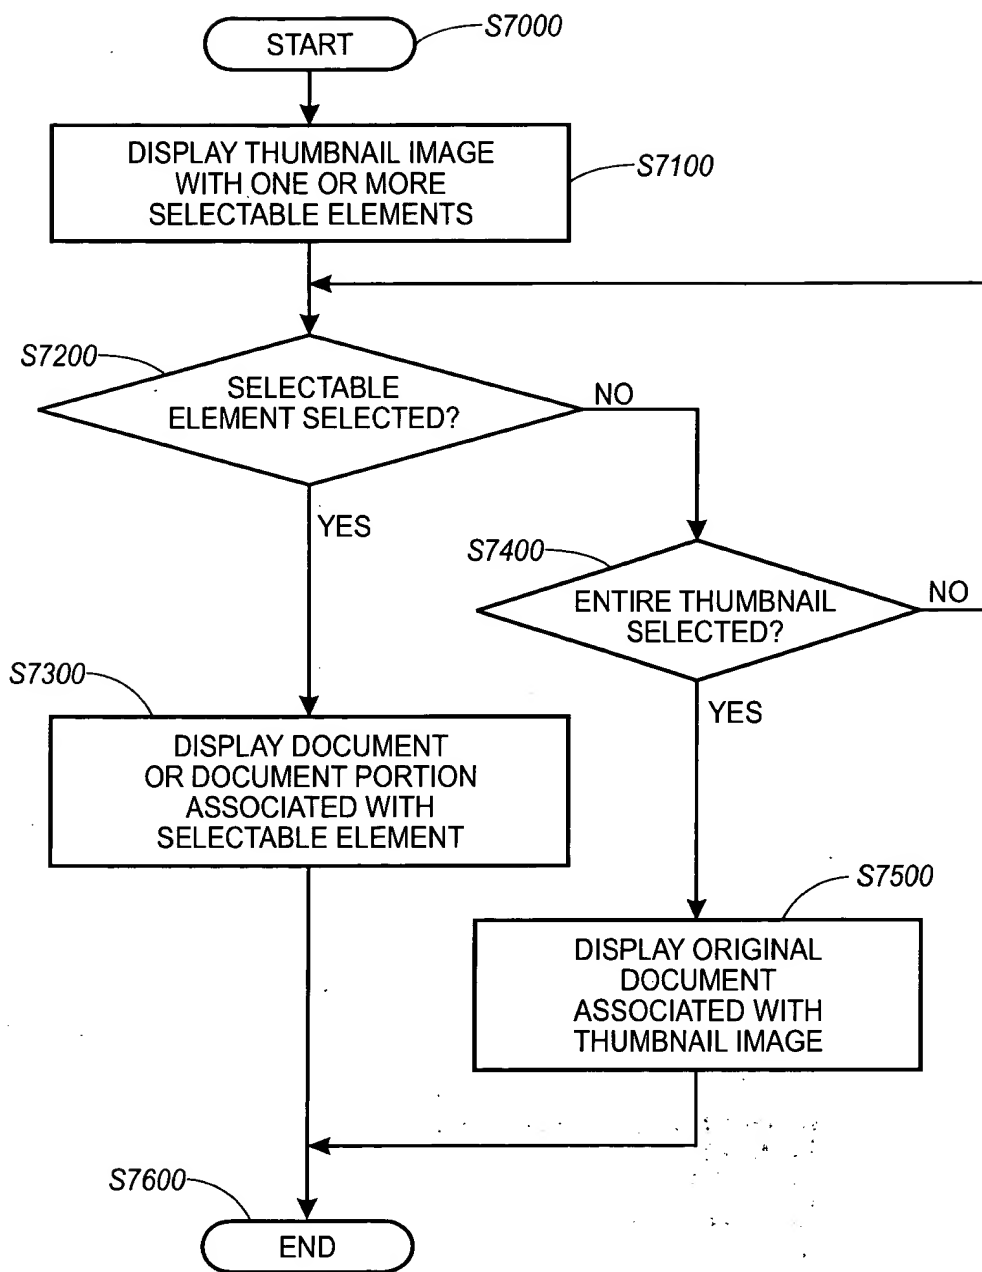 START
S7000
DISPLAY THUMBNAIL IMAGE
WITH ONE OR MORE
SELECTABLE ELEMENTS
S7100
S7200
SELECTABLE
ELEMENT SELECTED?
NO
YES
S7400
ENTIRE THUMBNAIL
SELECTED?
NO
YES
S7300
DISPLAY DOCUMENT
OR DOCUMENT PORTION
ASSOCIATED WITH
SELECTABLE ELEMENT
S7500
DISPLAY ORIGINAL
DOCUMENT
ASSOCIATED WITH
THUMBNAIL IMAGE
S7600
END